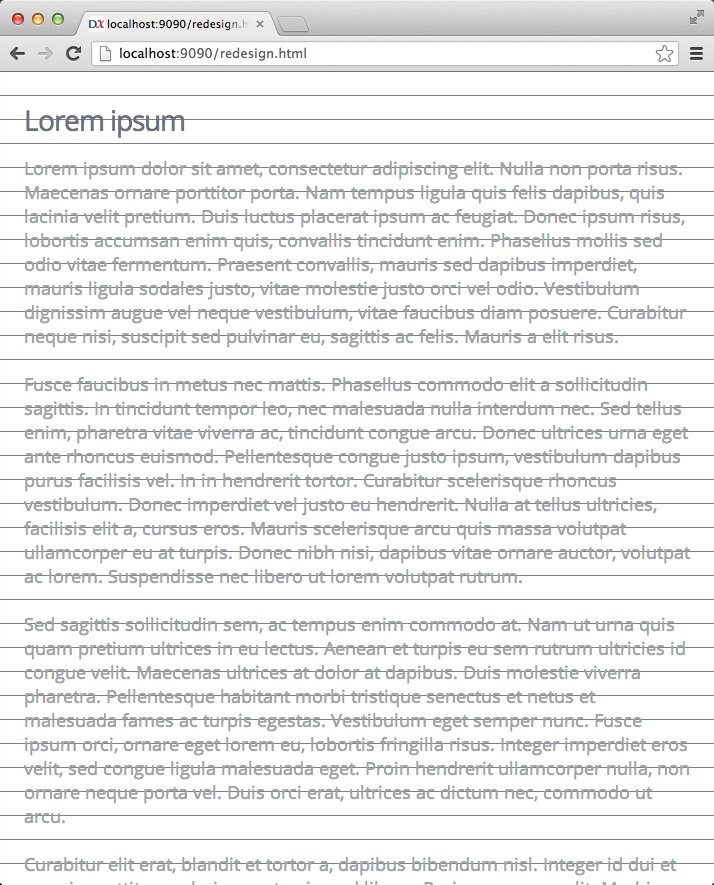 DX localhost:9090/redesign.h
localhost:9090/redesign.html
Lorem ipsum
Lorem ipsum dolor sit amet, consectetur adipiscing elit. Nulla non porta risus.
Maecenas ornare porttitor porta. Nam tempus ligula quis felis dapibus, quis
lacinia velit pretium. Duis luctus placerat ipsum ac feugiat. Donec ipsum risus,
lobortis accumsan enim quis, convallis tincidunt enim. Phasellus mollis sed
odio vitae fermentum. Praesent convallis, mauris sed dapibus imperdiet,
mauris ligula sodales justo, vitae molestie justo orci vel odio. Vestibulum
dignissim augue vel neque vestibulum, vitae faucibus diam posuere. Curabitur
neque nisi, suscipit sed pulvinar eu, sagittis ac felis. Mauris a elit risus.
Fusce faucibus in metus nec mattis. Phasellus commodo elit a sollicitudin
sagittis. In tincidunt tempor leo, nec malesuada nulla interdum nec. Sed tellus
enim, pharetra vitae viverra ac, tincidunt congue arcu. Donec ultrices urna eget
ante rhoncus euismod. Pellentesque congue justo ipsum, vestibulum dapibus
purus facilisis vel. In in hendrerit tortor. Curabitur scelerisque rhoncus
vestibulum. Donec imperdiet vel justo eu hendrerit. Nulla at tellus ultricies,
facilisis elit a, cursus eros. Mauris scelerisque arcu quis massa volutpat
ullamcorper eu at turpis. Donec nibh nisi, dapibus vitae ornare auctor, volutpat
ac lorem. Suspendisse nec libero ut lorem volutpat rutrum.
Sed sagittis sollicitudin sem, ac tempus enim commodo at. Nam ut urna quis
quam pretium ultrices in eu lectus. Aenean et turpis eu sem rutrum ultricies id
congue velit. Maecenas ultrices at dolor at dapibus. Duis molestie viverra
pharetra. Pellentesque habitant morbi tristique senectus et netus et
malesuada fames ac turpis egestas. Vestibulum eget semper nunc. Fusce
ipsum orci, ornare eget lorem eu, lobortis fringilla risus. Integer imperdiet eros
velit, sed congue ligula malesuada eget. Proin hendrerit ullamcorper nulla, non
ornare neque porta vel. Duis orci erat, ultrices ac dictum nec, commodo ut
arcu.
Curabitur elit erat, blandit et tortor a, dapibus bibendum nisl. Integer id dui et